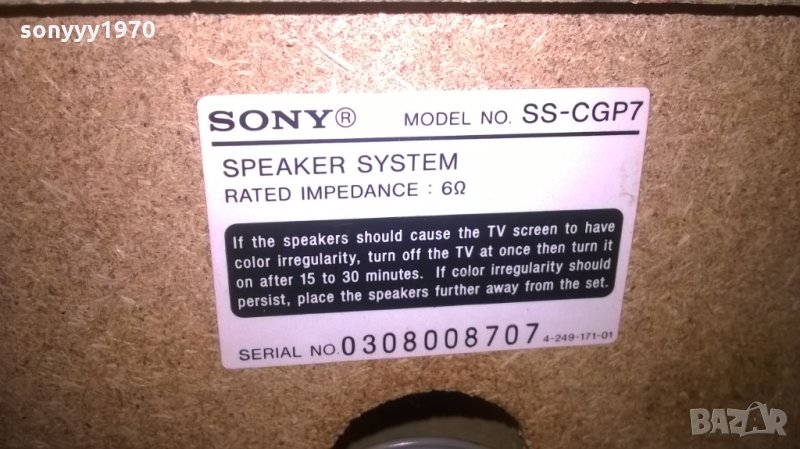 sonyyy1970
SONY® MODEL NO. SS-CGP7
SPEAKER SYSTEM
RATED IMPEDANCE : 6Ω
If the speakers should cause the TV screen to have
color irregularity, turn off the TV at once then turn it
on after 15 to 30 minutes. If color irregularity should
persist, place the speakers further away from the set.
SERIAL NO. 0308008707 4-249-171-01
BAZAR